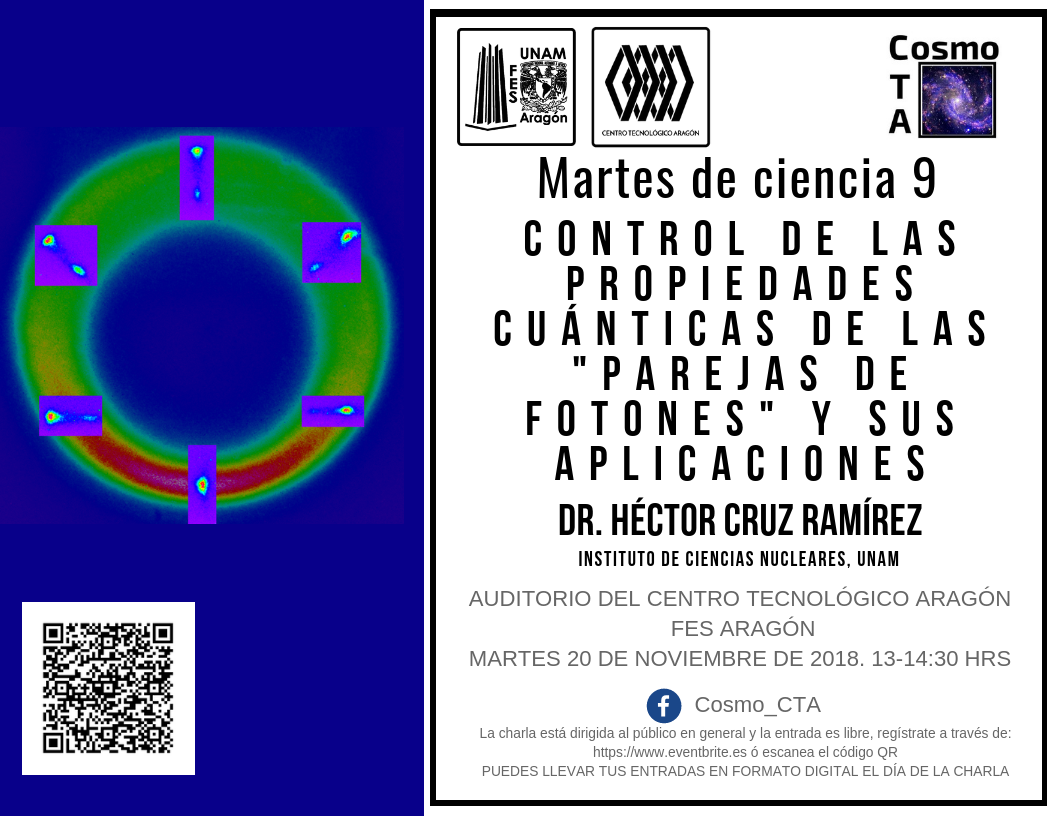 UNAM
FES
Aragón
CENTRO TECNOLÓGICO ARAGÓN
Cosmo
T
A
Martes de ciencia 9
CONTROL DE LAS
PROPIEDADES
CUÁNTICAS DE LAS
"PAREJAS DE
FOTONES" Y SUS
APLICACIONES
DR. HÉCTOR CRUZ RAMÍREZ
INSTITUTO DE CIENCIAS NUCLEARES, UNAM
AUDITORIO DEL CENTRO TECNOLÓGICO ARAGÓN
FES ARAGÓN
MARTES 20 DE NOVIEMBRE DE 2018. 13-14:30 HRS
Cosmo_CTA
La charla está dirigida al público en general y la entrada es libre, regístrate a través de:
https://www.eventbrite.es ó escanea el código QR
PUEDES LLEVAR TUS ENTRADAS EN FORMATO DIGITAL EL DÍA DE LA CHARLA